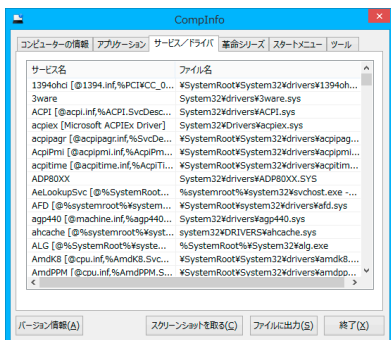 CompInfo
コンピューターの情報 アプリケーション サービス／ドライバ 革命シリーズ スタートメニュー ツール
サービス名 ファイル名
1394ohci [@1394.inf,%PCI¥CC_0... ¥SystemRoot¥System32¥drivers¥1394oh...
3ware System32¥drivers¥3ware.sys
ACPI [@acpi.inf,%ACPI.SvcDesc... System32¥drivers¥ACPI.sys
acpiex [Microsoft ACPIEx Driver] System32¥Drivers¥acpiex.sys
acpipagr [@acpipagr.inf,%SvcDe... ¥SystemRoot¥System32¥drivers¥acpipag...
AcpiPmi [@acpipmi.inf,%AcpiPm... ¥SystemRoot¥System32¥drivers¥acpipmi...
acpitime [@acpitime.inf,%AcpiTi... ¥SystemRoot¥System32¥drivers¥acpitim...
ADP80XX System32¥drivers¥ADP80XX.SYS
AeLookupSvc [@%SystemRoot... %systemroot%¥system32¥svchost.exe -...
AFD [@%systemroot%¥system... ¥SystemRoot¥system32¥drivers¥afd.sys
agp440 [@machine.inf,%agp440... System32¥drivers¥agp440.sys
ahcache [@%systemroot%¥syst... system32¥DRIVERS¥ahcache.sys
ALG [@%SystemRoot%¥syste... %SystemRoot%¥System32¥alg.exe
AmdK8 [@cpu.inf,%AmdK8.Svc... ¥SystemRoot¥System32¥drivers¥amdk8....
AmdPPM [@cpu.inf,%AmdPPM.S... ¥SystemRoot¥System32¥drivers¥amdpp...
バージョン情報(A) スクリーンショットを取る(C) ファイルに出力(S) 終了(X)